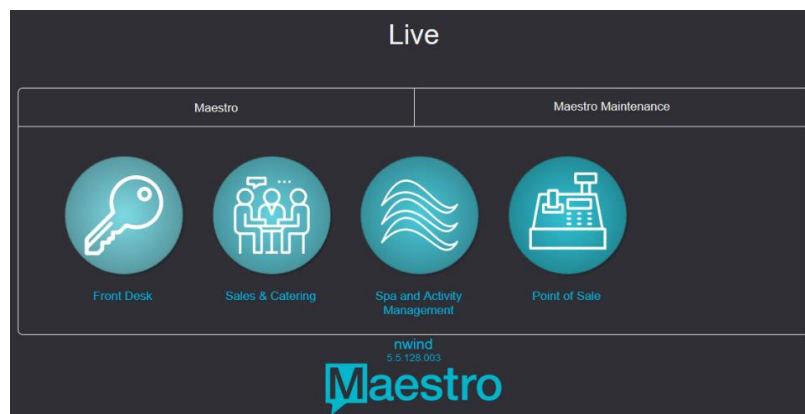 Live
Maestro
Maestro Maintenance
Front Desk
Sales & Catering
Spa and Activity
Management
Point of Sale
nwind
5.5.128.003
Maestro